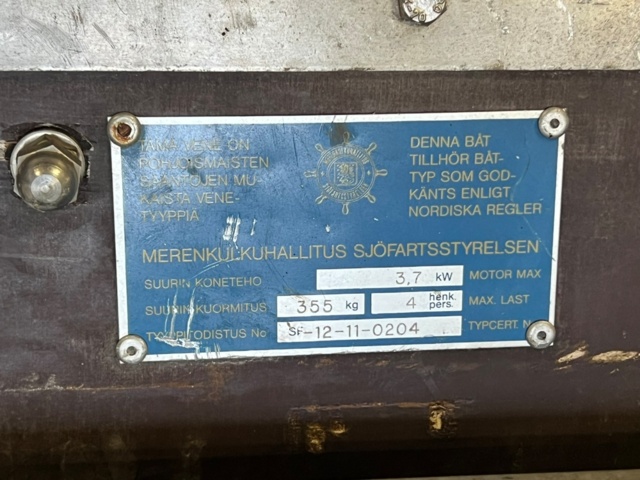 TÄMÄ VENE ON
POHJOISMAISTEN
SÄÄNTÖJEN MU-
KAISTA VENE-
TYYPPIÄ
DENNA BÅT
TILLHÖR BÅT-
TYP SOM GOD-
KÄNTS ENLIGT
NORDISKA REGLER
MERENKULKUHALLITUS SJÖFARTSSTYRELSEN
SUURIN KONETEHO 3,7 kW MOTOR MAX
SUURIN KUORMITUS 355 kg 4 henk. pers. MAX. LAST
TYYPPITODISTUS No SF-12-11-0204 TYPCERT. N